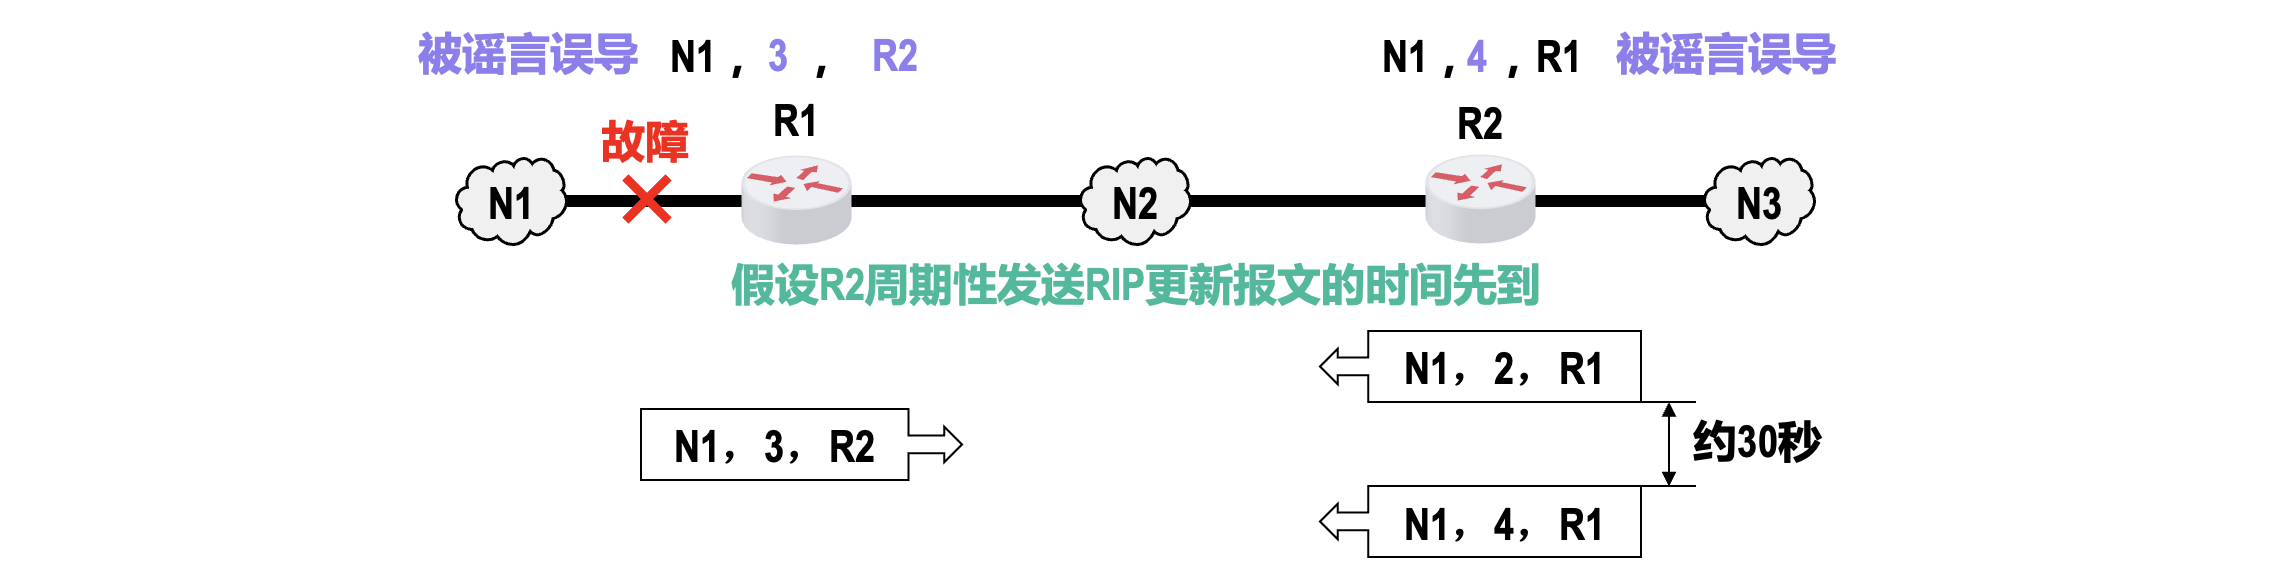 被谣言误导 N1 , 3 , R2
N1 , 4 , R1 被谣言误导
R1
R2
故障
N1
N2
N3
假设R2周期性发送RIP更新报文的时间先到
N1，2，R1
N1，3，R2
约30秒
N1，4，R1